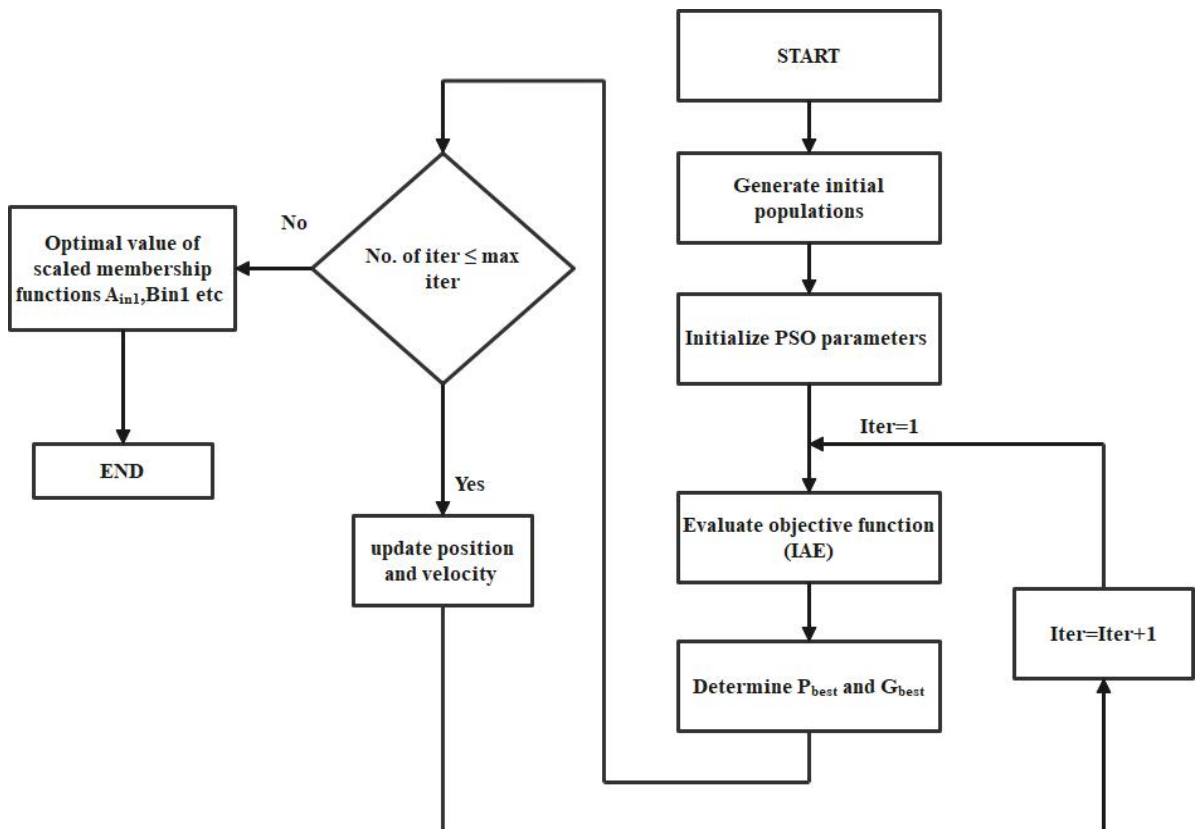 START
Generate initial
populations
Initialize PSO parameters
Iter=1
Evaluate objective function
(IAE)
Determine Pbest and Gbest
No. of iter ≤ max
iter
No
Optimal value of
scaled membership
functions Ain1,Bin1 etc
END
Yes
update position
and velocity
Iter=Iter+1